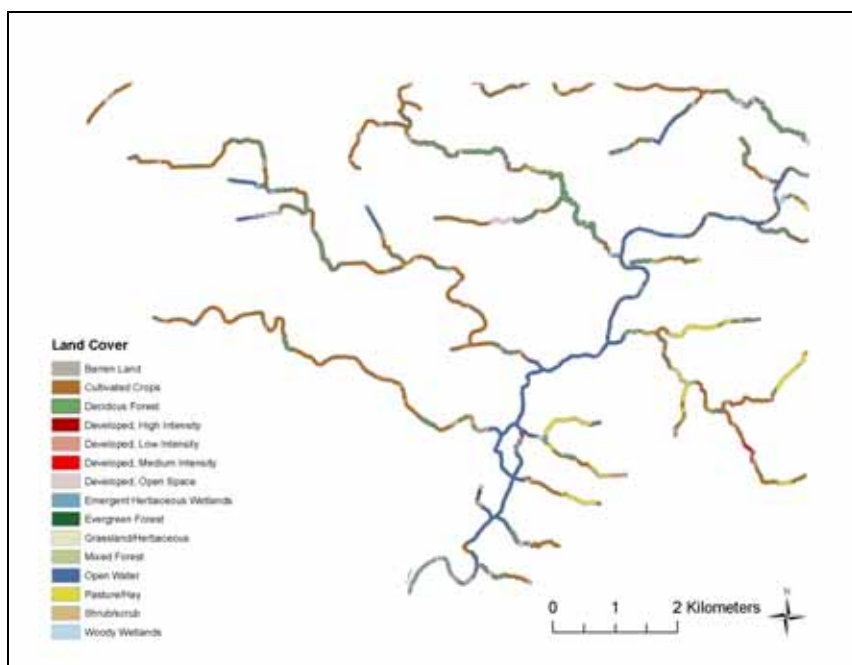 Land Cover
Barren Land
Cultivated Crops
Decidious Forest
Developed, High Intensity
Developed, Low Intensity
Developed, Medium Intensity
Developed, Open Space
Emergent Herbaceous Wetlands
Evergreen Forest
Grassland/Herbaceous
Mixed Forest
Open Water
Pasture/Hay
Shrub/scrub
Woody Wetlands
0 1 2 Kilometers
N